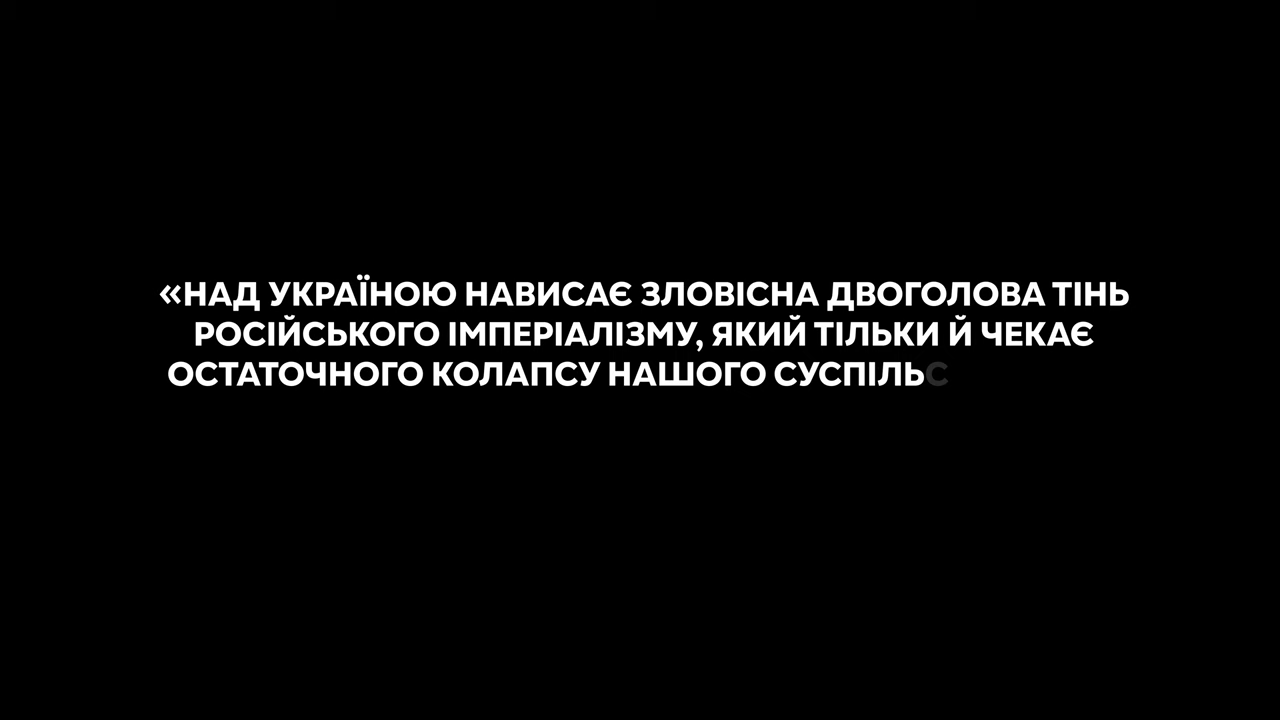 «НАД УКРАЇНОЮ НАВИСАЄ ЗЛОВІСНА ДВОГОЛОВА ТІНЬ
РОСІЙСЬКОГО ІМПЕРІАЛІЗМУ, ЯКИЙ ТІЛЬКИ Й ЧЕКАЄ
ОСТАТОЧНОГО КОЛАПСУ НАШОГО СУСПІЛЬС